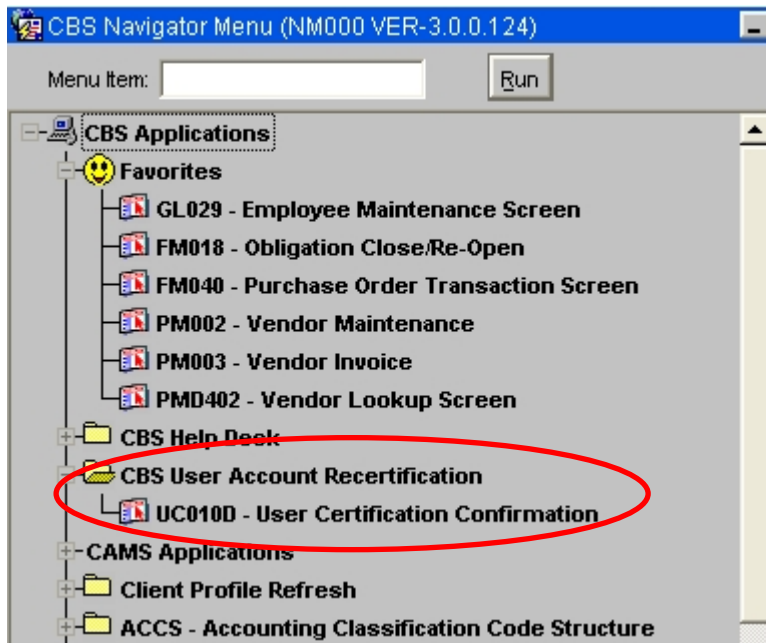 CBS Navigator Menu (NM000 VER-3.0.0.124)
Menu Item:
Run
CBS Applications
Favorites
GL029 - Employee Maintenance Screen
FM018 - Obligation Close/Re-Open
FM040 - Purchase Order Transaction Screen
PM002 - Vendor Maintenance
PM003 - Vendor Invoice
PMD402 - Vendor Lookup Screen
CBS Help Desk
CBS User Account Recertification
UC010D - User Certification Confirmation
CAMS Applications
Client Profile Refresh
ACCS - Accounting Classification Code Structure